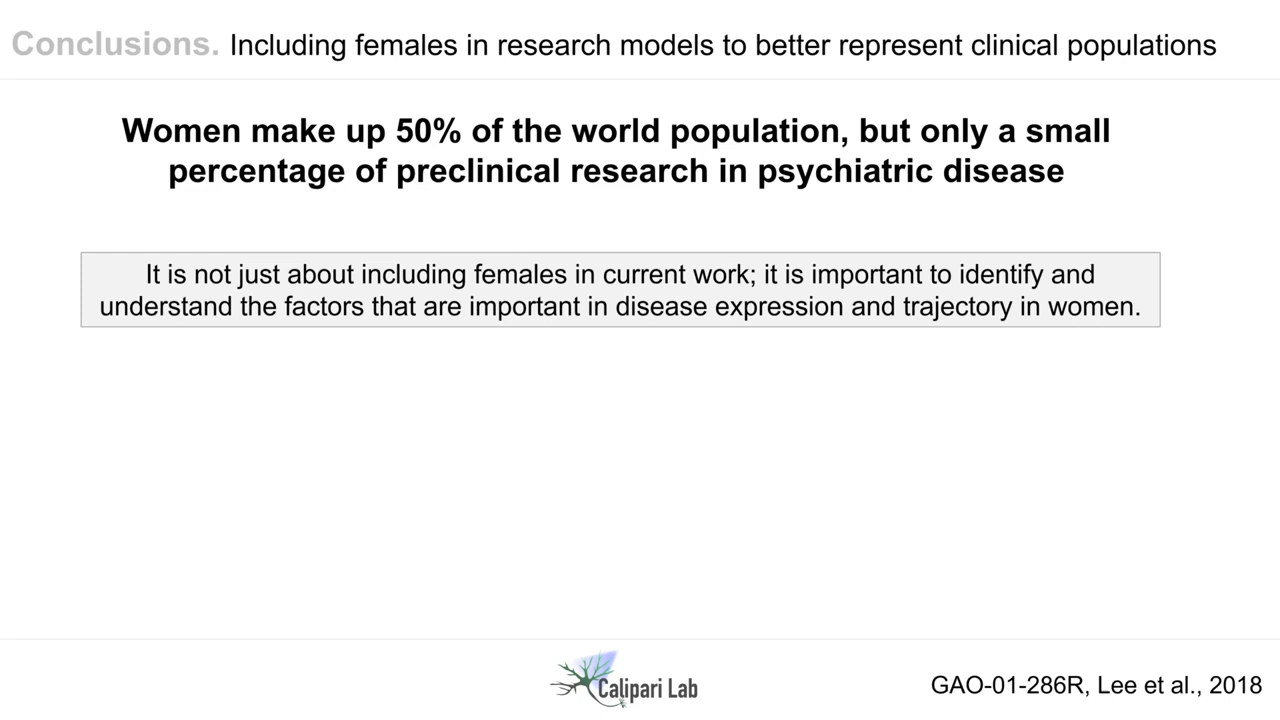 Conclusions. Including females in research models to better represent clinical populations
Women make up 50% of the world population, but only a small
percentage of preclinical research in psychiatric disease
It is not just about including females in current work; it is important to identify and
understand the factors that are important in disease expression and trajectory in women.
Calipari Lab
GAO-01-286R, Lee et al., 2018